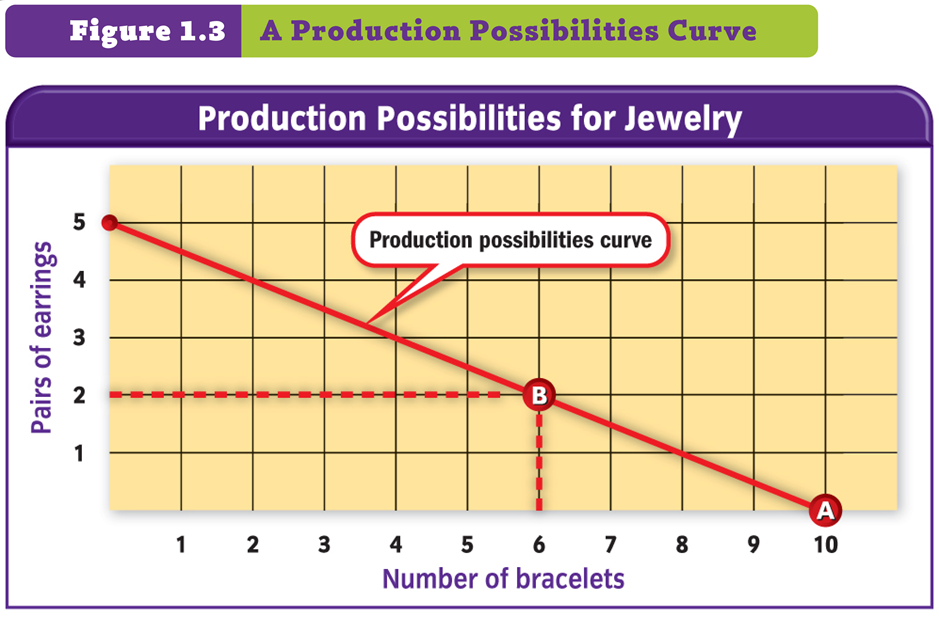 Figure 1.3 A Production Possibilities Curve
Production Possibilities for Jewelry
Production possibilities curve
Pairs of earrings
5
4
3
2
1
B
A
1 2 3 4 5 6 7 8 9 10
Number of bracelets